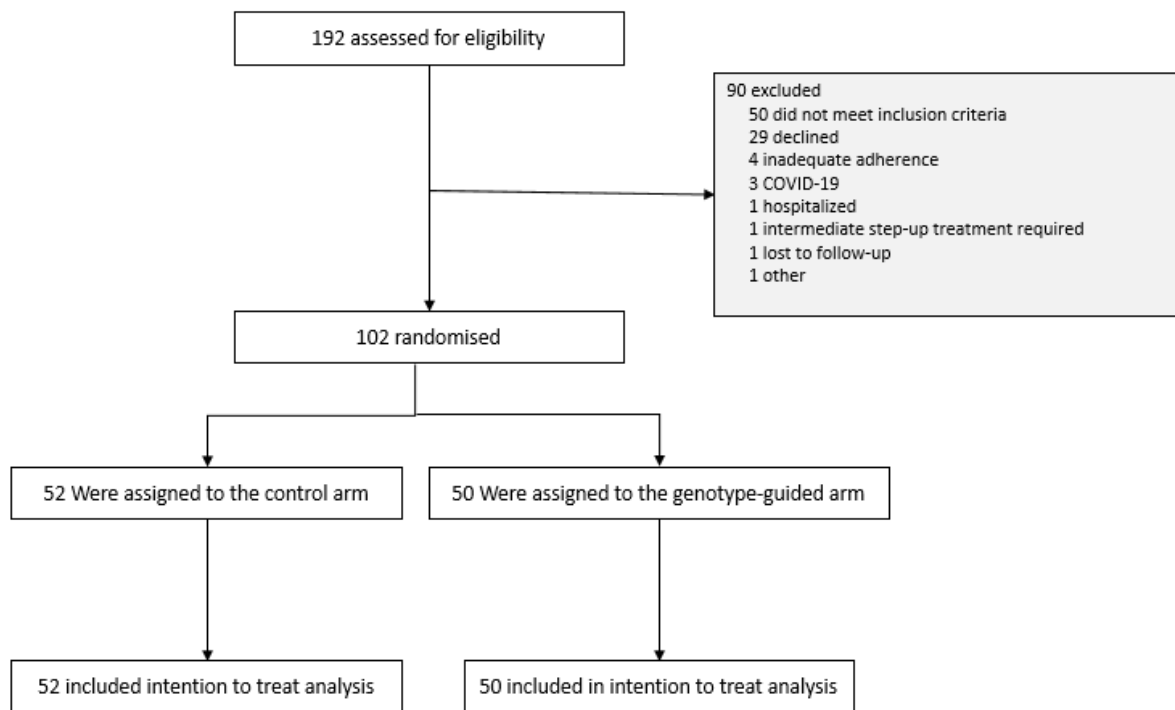 192 assessed for eligibility
90 excluded
50 did not meet inclusion criteria
29 declined
4 inadequate adherence
3 COVID-19
1 hospitalized
1 intermediate step-up treatment required
1 lost to follow-up
1 other
102 randomised
52 Were assigned to the control arm
50 Were assigned to the genotype-guided arm
52 included intention to treat analysis
50 included in intention to treat analysis